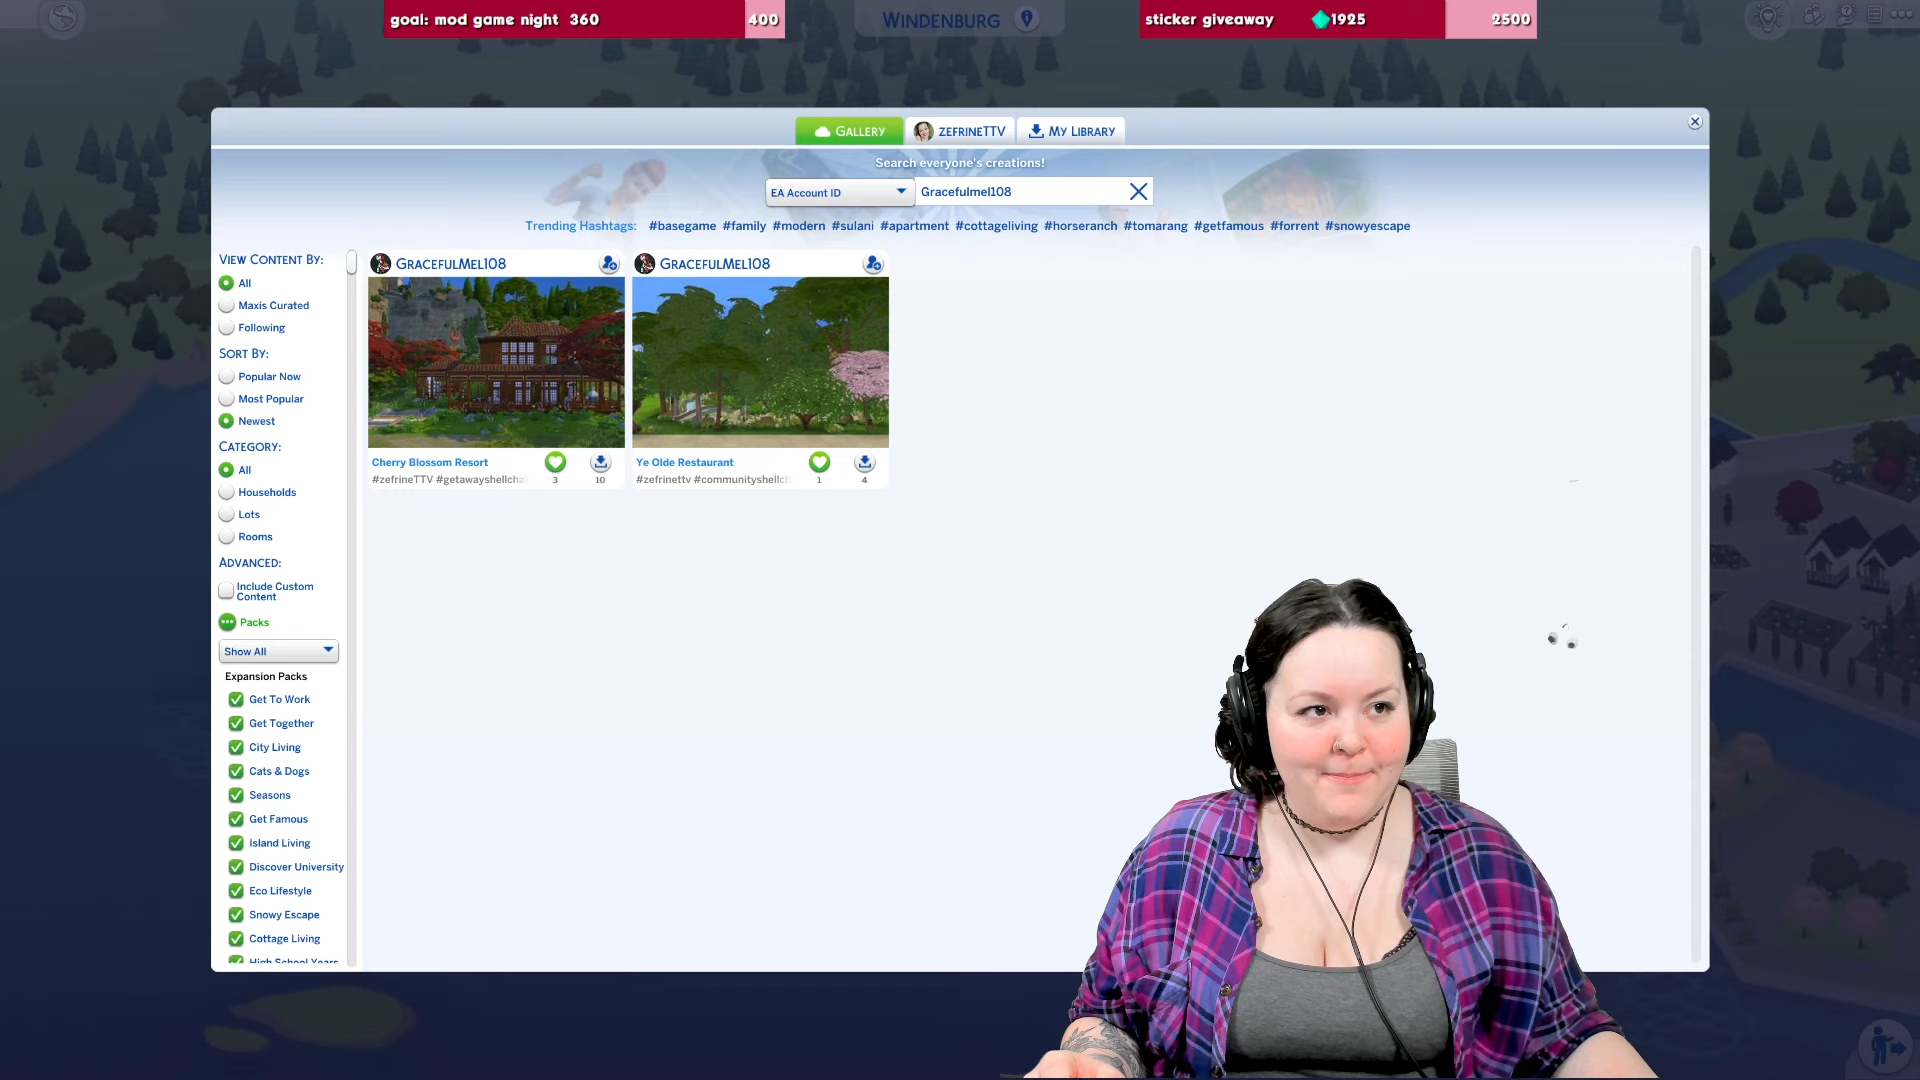 goal: mod game night 360 400
Windenburg
sticker giveaway 1925 2500
Gallery zefrineTTV My Library
Search everyone's creations!
EA Account ID Gracefulmel108
Trending Hashtags: #basegame #family #modern #sulani #apartment #cottageliving #horseranch #tomarang #getfamous #forrent #snowyescape
View Content By:
All
Maxis Curated
Following
Sort By:
Popular Now
Most Popular
Newest
Category:
All
Households
Lots
Rooms
Advanced:
Include Custom
Content
Packs
Show All
Expansion Packs
Get To Work
Get Together
City Living
Cats & Dogs
Seasons
Get Famous
Island Living
Discover University
Eco Lifestyle
Snowy Escape
Cottage Living
High School Years
Gracefulmel108
Cherry Blossom Resort
#zefrineTTV #getawayshellcha
3 10
Gracefulmel108
Ye Olde Restaurant
#zefrinettv #communityshellc
1 4